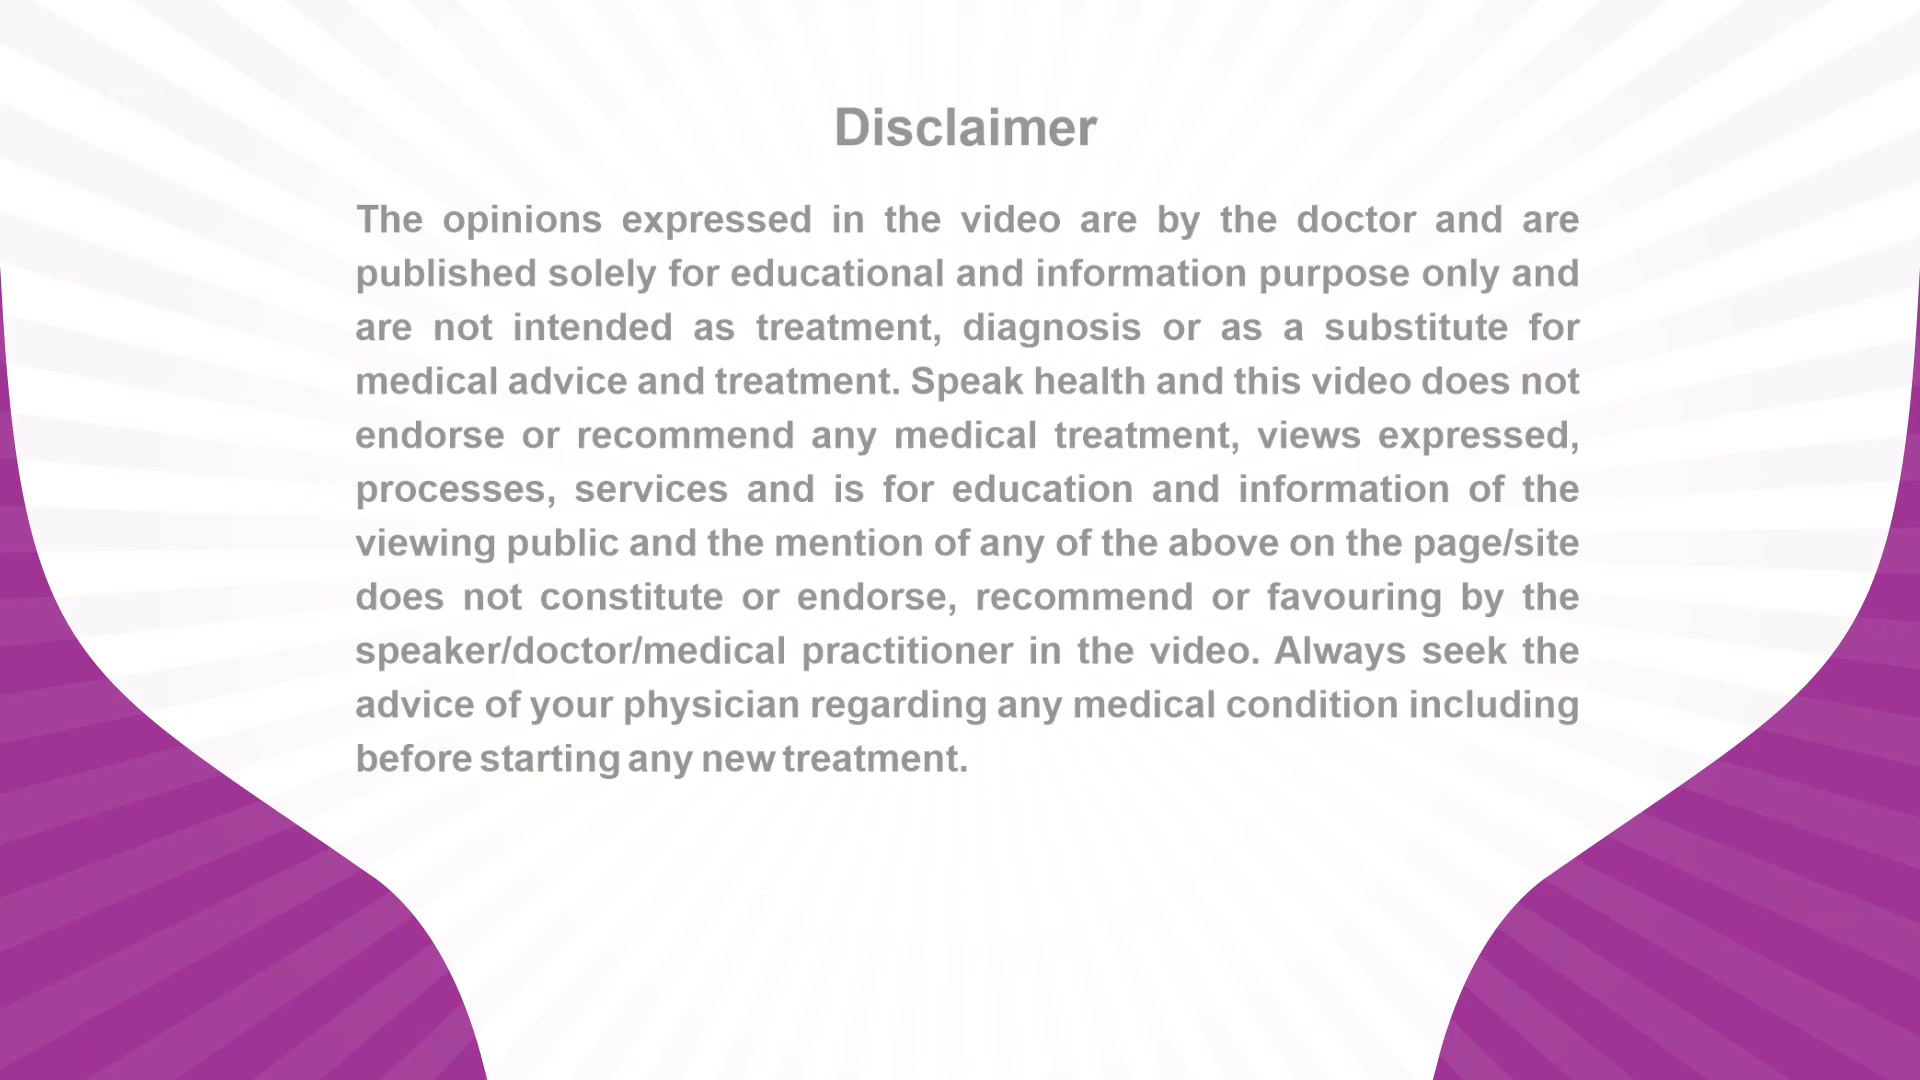 Disclaimer
The opinions expressed in the video are by the doctor and are
published solely for educational and information purpose only and
are not intended as treatment, diagnosis or as a substitute for
medical advice and treatment. Speak health and this video does not
endorse or recommend any medical treatment, views expressed,
processes, services and is for education and information of the
viewing public and the mention of any of the above on the page/site
does not constitute or endorse, recommend or favouring by the
speaker/doctor/medical practitioner in the video. Always seek the
advice of your physician regarding any medical condition including
before starting any new treatment.